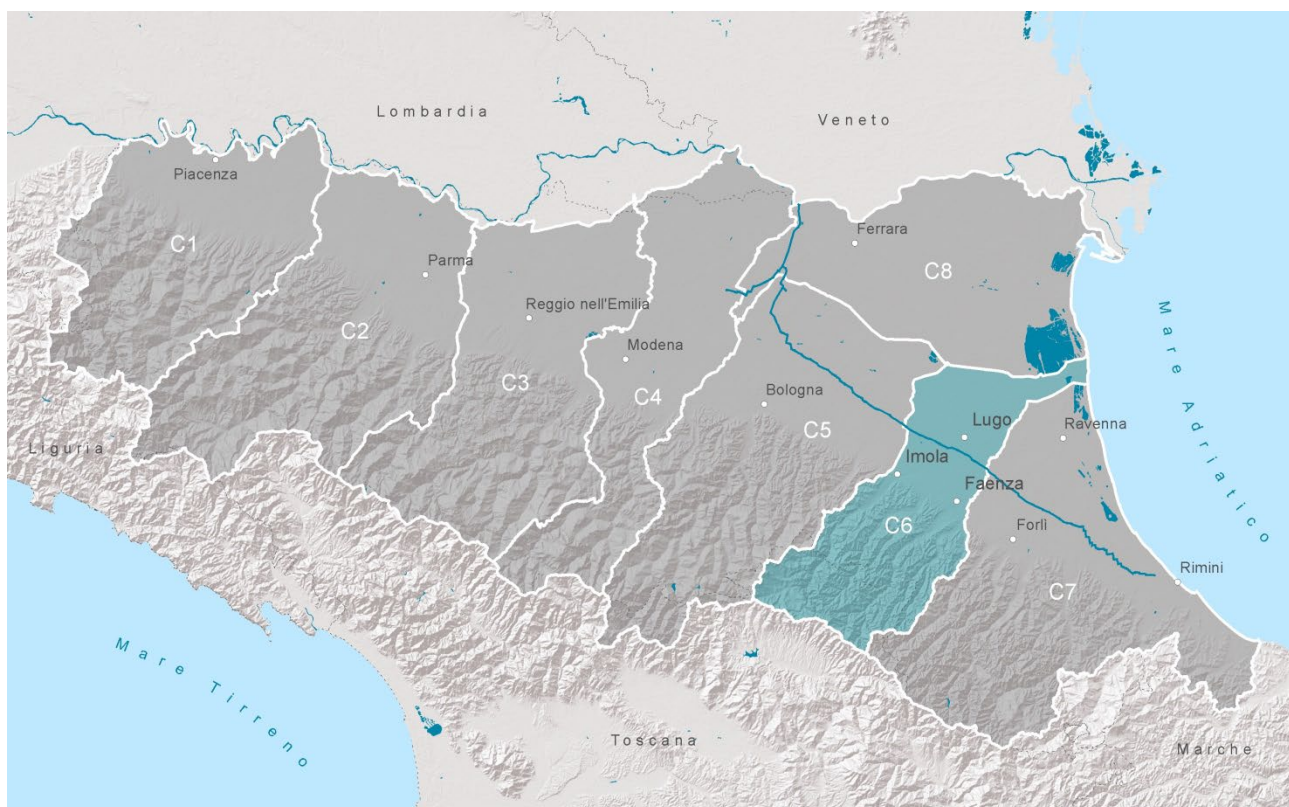 Lombardia
Veneto
Piacenza
C1
Parma
C2
Reggio nell'Emilia
C3
Modena
C4
Ferrara
C8
Bologna
C5
Lugo
Ravenna
Imola
Faenza
C6
Forlì
C7
Rimini
Liguria
Mare Adriatico
Mare Tirreno
Toscana
Marche